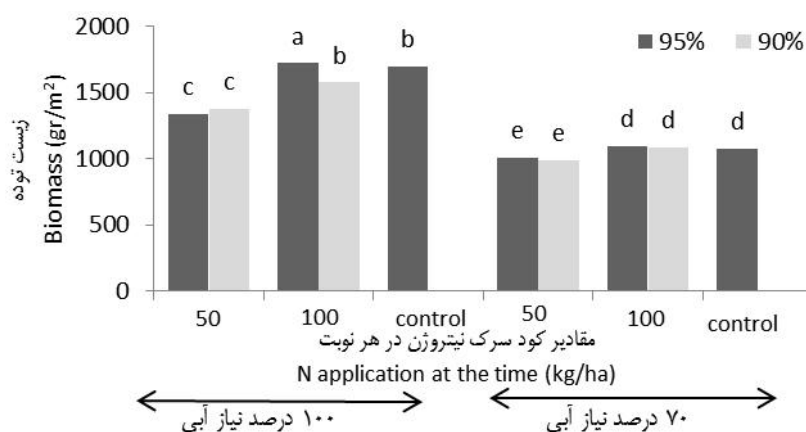 زیست توده
Biomass (gr/m²)
2000
1500
1000
500
0
95% 90%
c c a b b e e d d d
50 100 control 50 100 control
مقادیر کود سرک نیتروژن در هر نوبت
N application at the time (kg/ha)
۱۰۰ درصد نیاز آبی ۷۰ درصد نیاز آبی